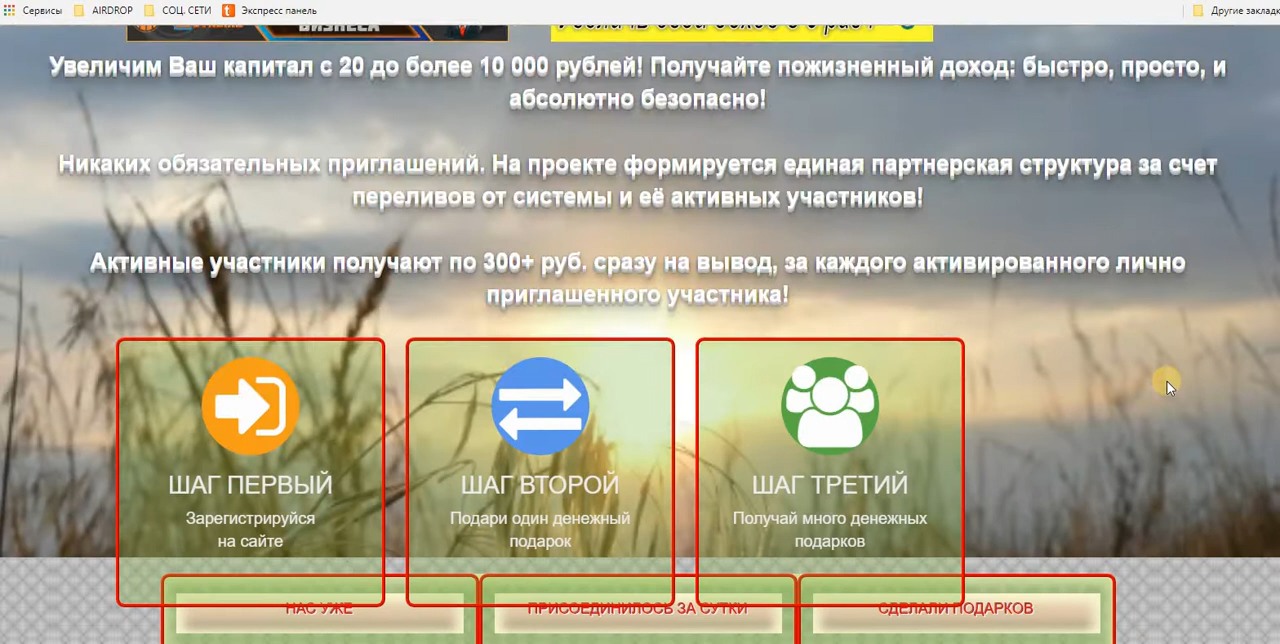 Сервисы AIRDROP СОЦ. СЕТИ Экспресс панель Другие заклад
БИЗНЕСА
Увеличим Ваш капитал с 20 до более 10 000 рублей! Получайте пожизненный доход: быстро, просто, и
абсолютно безопасно!
Никаких обязательных приглашений. На проекте формируется единая партнерская структура за счет
переливов от системы и её активных участников!
Активные участники получают по 300+ руб. сразу на вывод, за каждого активированного лично
приглашенного участника!
ШАГ ПЕРВЫЙ ШАГ ВТОРОЙ ШАГ ТРЕТИЙ
Зарегистрируйся Подари один денежный Получай много денежных
на сайте подарок подарков
НАС УЖЕ ПРИСОЕДИНИЛОСЬ ЗА СУТКИ СДЕЛАЛИ ПОДАРКОВ